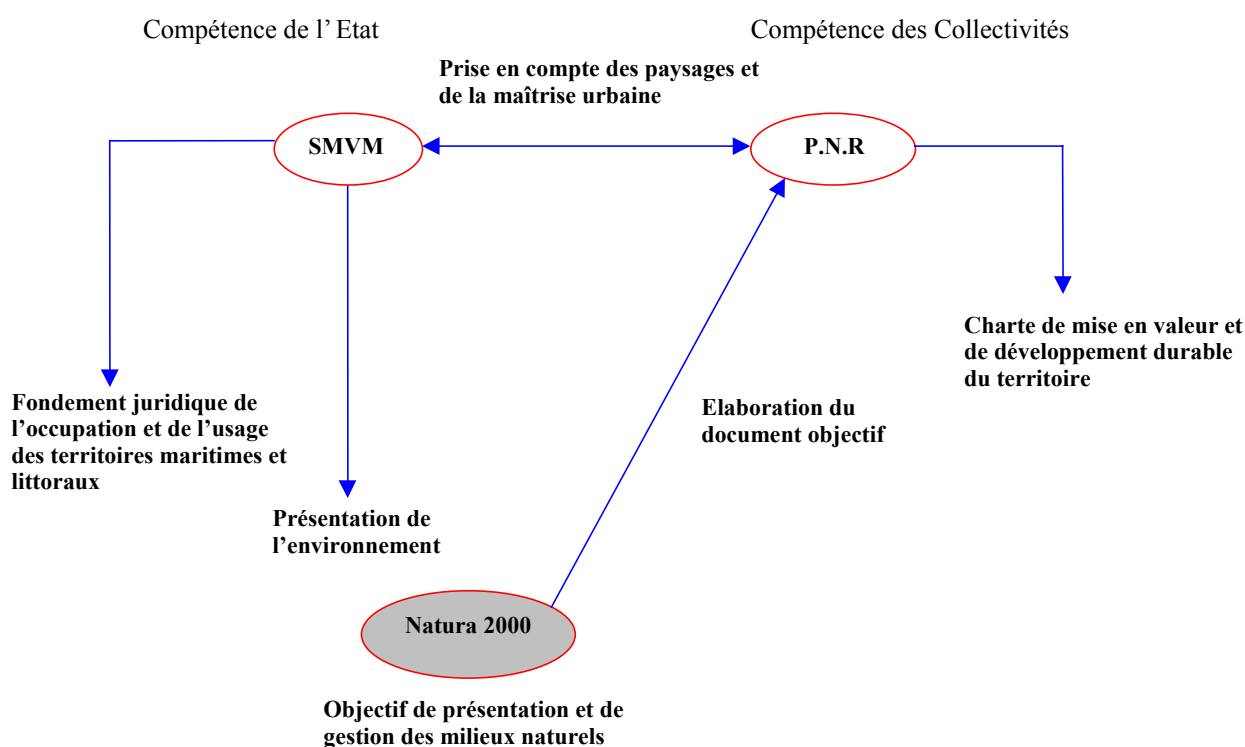 Compétence de l’ Etat
Compétence des Collectivités
Prise en compte des paysages et
de la maîtrise urbaine
SMVM
P.N.R
Charte de mise en valeur et
de développement durable
du territoire
Fondement juridique de
l’occupation et de l’usage
des territoires maritimes et
littoraux
Elaboration du
document objectif
Présentation de
l’environnement
Natura 2000
Objectif de présentation et de
gestion des milieux naturels